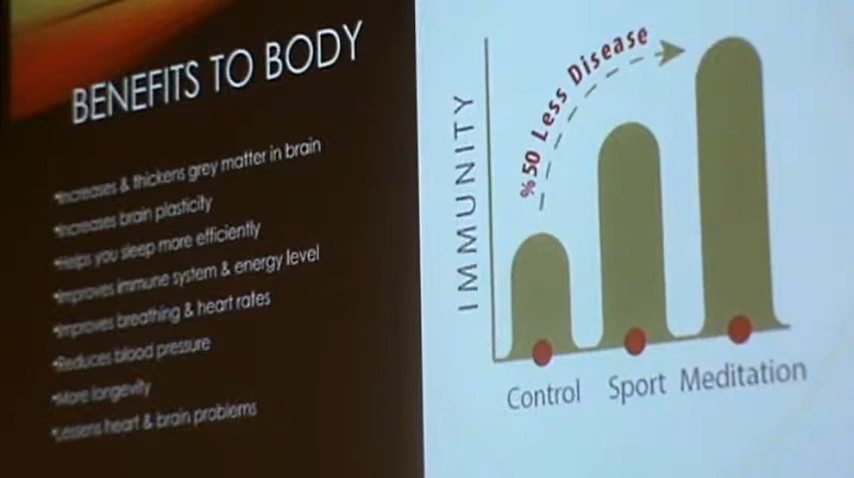 BENEFITS TO BODY
•Increases & thickens grey matter in brain
•Increases brain plasticity
•Helps you sleep more efficiently
•Improves immune system & energy level
•Improves breathing & heart rates
•Reduces blood pressure
•More longevity
•Lessens heart & brain problems
IMMUNITY
%50 Less Disease
Control Sport Meditation